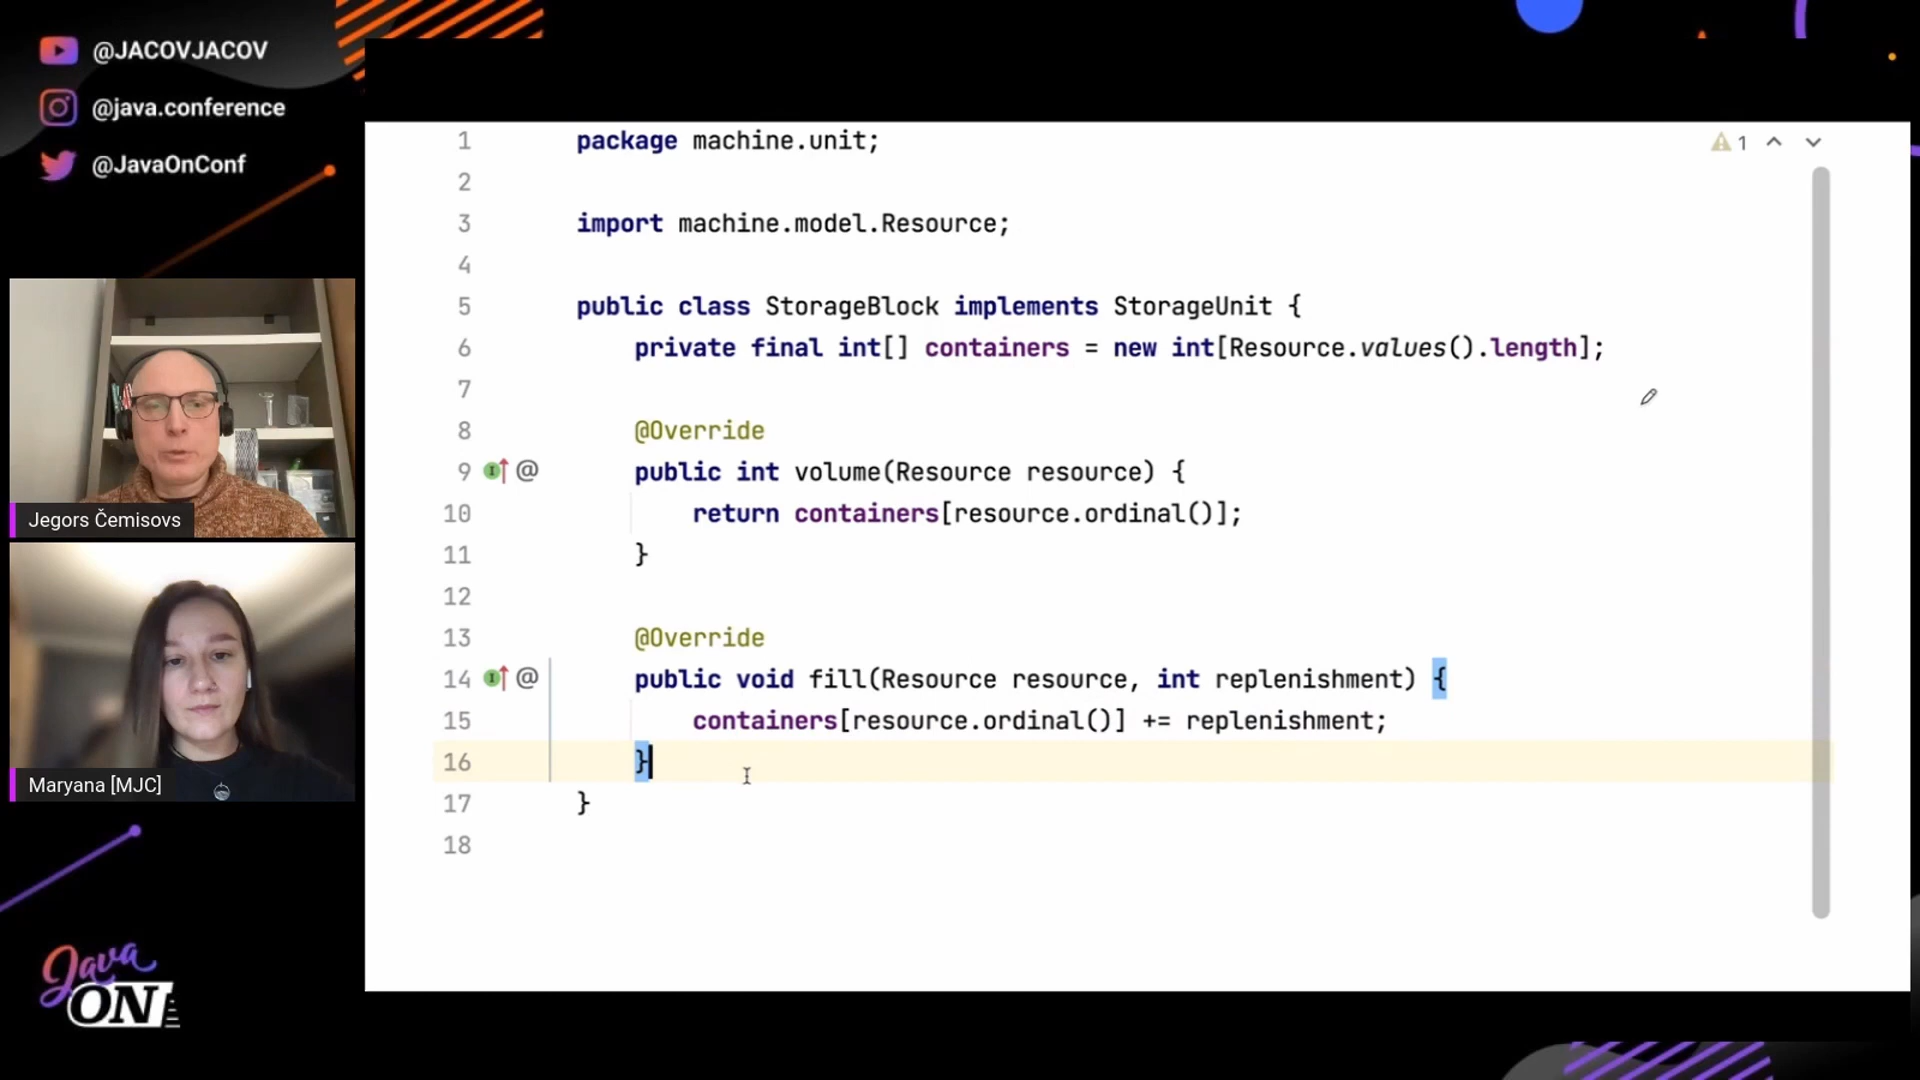 @JACOVJACOV
@java.conference
@JavaOnConf
Jegors Čemisovs
Maryana [MJC]
Java
ON
1
1 package machine.unit;
2
3 import machine.model.Resource;
4
5 public class StorageBlock implements StorageUnit {
6 private final int[] containers = new int[Resource.values().length];
7
8 @Override
9 @ public int volume(Resource resource) {
10 return containers[resource.ordinal()];
11 }
12
13 @Override
14 @ public void fill(Resource resource, int replenishment) {
15 containers[resource.ordinal()] += replenishment;
16 }
17 }
18